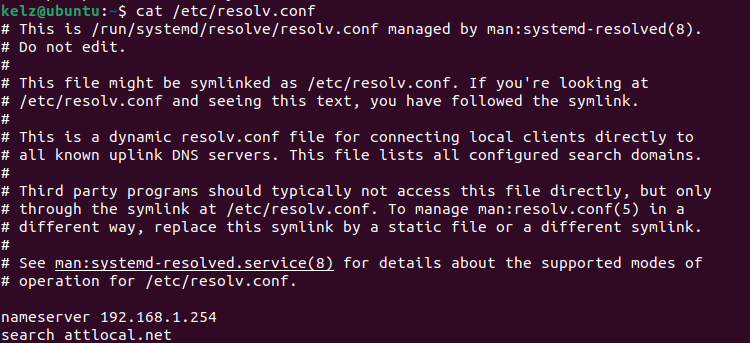 kelz@ubuntu:~$ cat /etc/resolv.conf
# This is /run/systemd/resolve/resolv.conf managed by man:systemd-resolved(8).
# Do not edit.
#
# This file might be symlinked as /etc/resolv.conf. If you're looking at
# /etc/resolv.conf and seeing this text, you have followed the symlink.
#
# This is a dynamic resolv.conf file for connecting local clients directly to
# all known uplink DNS servers. This file lists all configured search domains.
#
# Third party programs should typically not access this file directly, but only
# through the symlink at /etc/resolv.conf. To manage man:resolv.conf(5) in a
# different way, replace this symlink by a static file or a different symlink.
#
# See man:systemd-resolved.service(8) for details about the supported modes of
# operation for /etc/resolv.conf.

nameserver 192.168.1.254
search attlocal.net